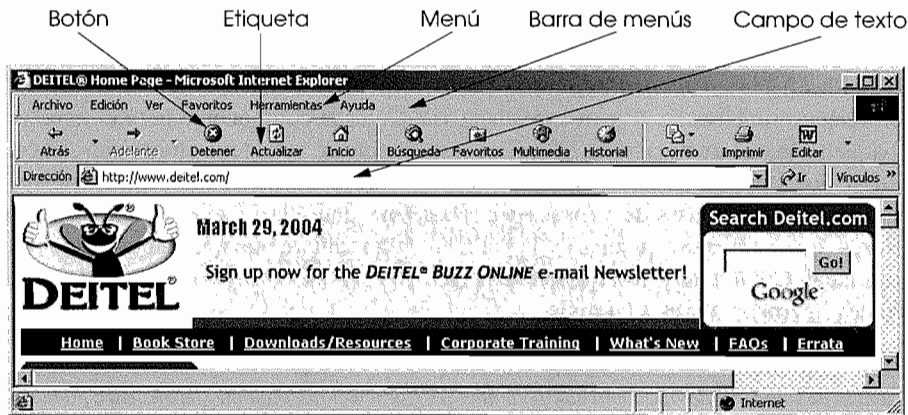 Botón Etiqueta Menú Barra de menús Campo de texto
DEITEL® Home Page - Microsoft Internet Explorer
Archivo Edición Ver Favoritos Herramientas Ayuda
Atrás Adelante Detener Actualizar Inicio Búsqueda Favoritos Multimedia Historial Correo Imprimir Editar
Dirección http://www.deitel.com/ Ir Vínculos »
March 29, 2004 Search Deitel.com
Sign up now for the DEITEL® BUZZ ONLINE e-mail Newsletter! Go!
DEITEL® Google
Home | Book Store | Downloads/Resources | Corporate Training | What's New | FAQs | Errata
Internet